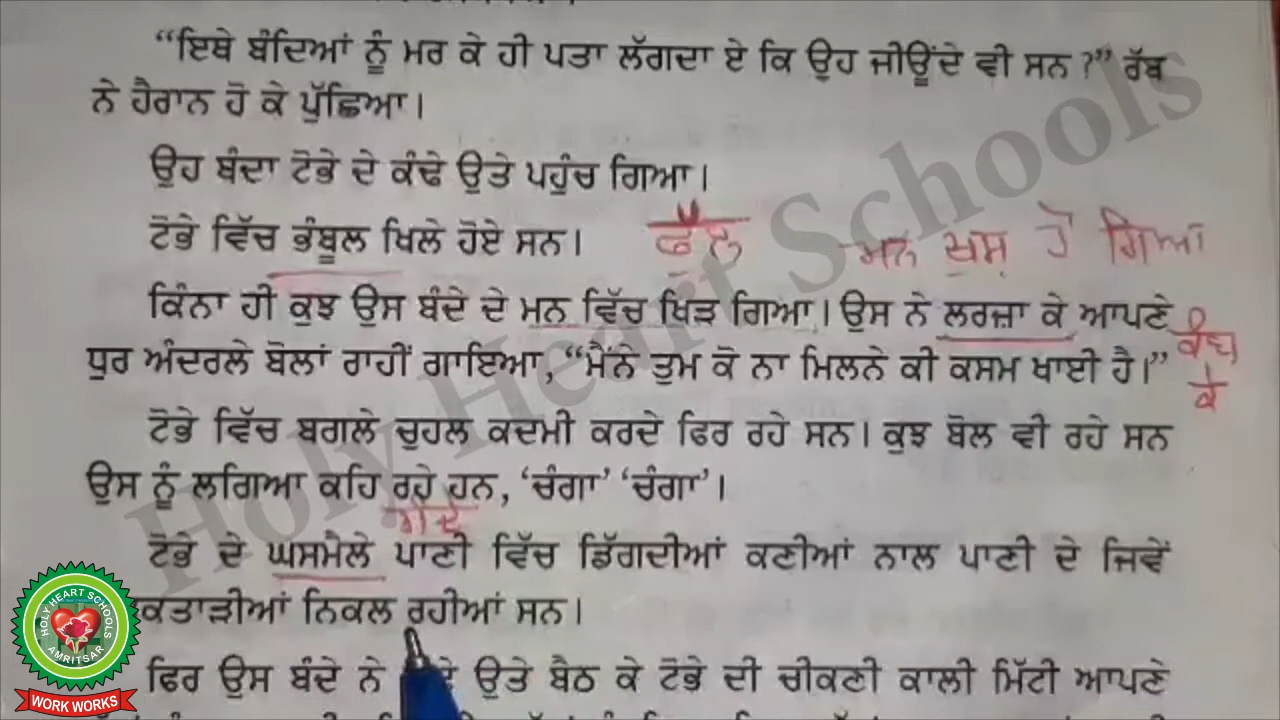 “ਇਥੇ ਬੰਦਿਆਂ ਨੂੰ ਮਰ ਕੇ ਹੀ ਪਤਾ ਲੱਗਦਾ ਏ ਕਿ ਉਹ ਜੀਊਂਦੇ ਵੀ ਸਨ ?” ਰੱਬ
ਨੇ ਹੈਰਾਨ ਹੋ ਕੇ ਪੁੱਛਿਆ।
ਉਹ ਬੰਦਾ ਟੋਭੇ ਦੇ ਕੰਢੇ ਉਤੇ ਪਹੁੰਚ ਗਿਆ।
ਟੋਭੇ ਵਿੱਚ ਭੰਬੂਲ ਖਿਲੇ ਹੋਏ ਸਨ।
ਮਨ ਖੁਸ਼ ਹੋ ਗਿਆ
ਕਿੰਨਾ ਹੀ ਕੁਝ ਉਸ ਬੰਦੇ ਦੇ ਮਨ ਵਿੱਚ ਖਿੜ ਗਿਆ। ਉਸ ਨੇ ਲਰਜ਼ਾ ਕੇ ਆਪਣੇ
ਕੰਬ
ਕੇ
ਧੁਰ ਅੰਦਰਲੇ ਬੋਲਾਂ ਰਾਹੀਂ ਗਾਇਆ, “ਮੈਂਨੇ ਤੁਮ ਕੋ ਨਾ ਮਿਲਨੇ ਕੀ ਕਸਮ ਖਾਈ ਹੈ।”
ਟੋਭੇ ਵਿੱਚ ਬਗਲੇ ਚੁਹਲ ਕਦਮੀ ਕਰਦੇ ਫਿਰ ਰਹੇ ਸਨ। ਕੁਝ ਬੋਲ ਵੀ ਰਹੇ ਸਨ
ਉਸ ਨੂੰ ਲਗਿਆ ਕਹਿ ਰਹੇ ਹਨ, ‘ਚੰਗਾ’ ‘ਚੰਗਾ’।
ਗੰਦੇ
ਟੋਭੇ ਦੇ ਘਸਮੈਲੇ ਪਾਣੀ ਵਿੱਚ ਡਿੱਗਦੀਆਂ ਕਣੀਆਂ ਨਾਲ ਪਾਣੀ ਦੇ ਜਿਵੇਂ
ਕਤਾੜੀਆਂ ਨਿਕਲ ਰਹੀਆਂ ਸਨ।
ਫਿਰ ਉਸ ਬੰਦੇ ਨੇ ਉਤੇ ਬੈਠ ਕੇ ਟੋਭੇ ਦੀ ਚੀਕਣੀ ਕਾਲੀ ਮਿੱਟੀ ਆਪਣੇ
Holy Heart Schools
HOLY HEART SCHOOLS
AMRITSAR
WORK WORKS